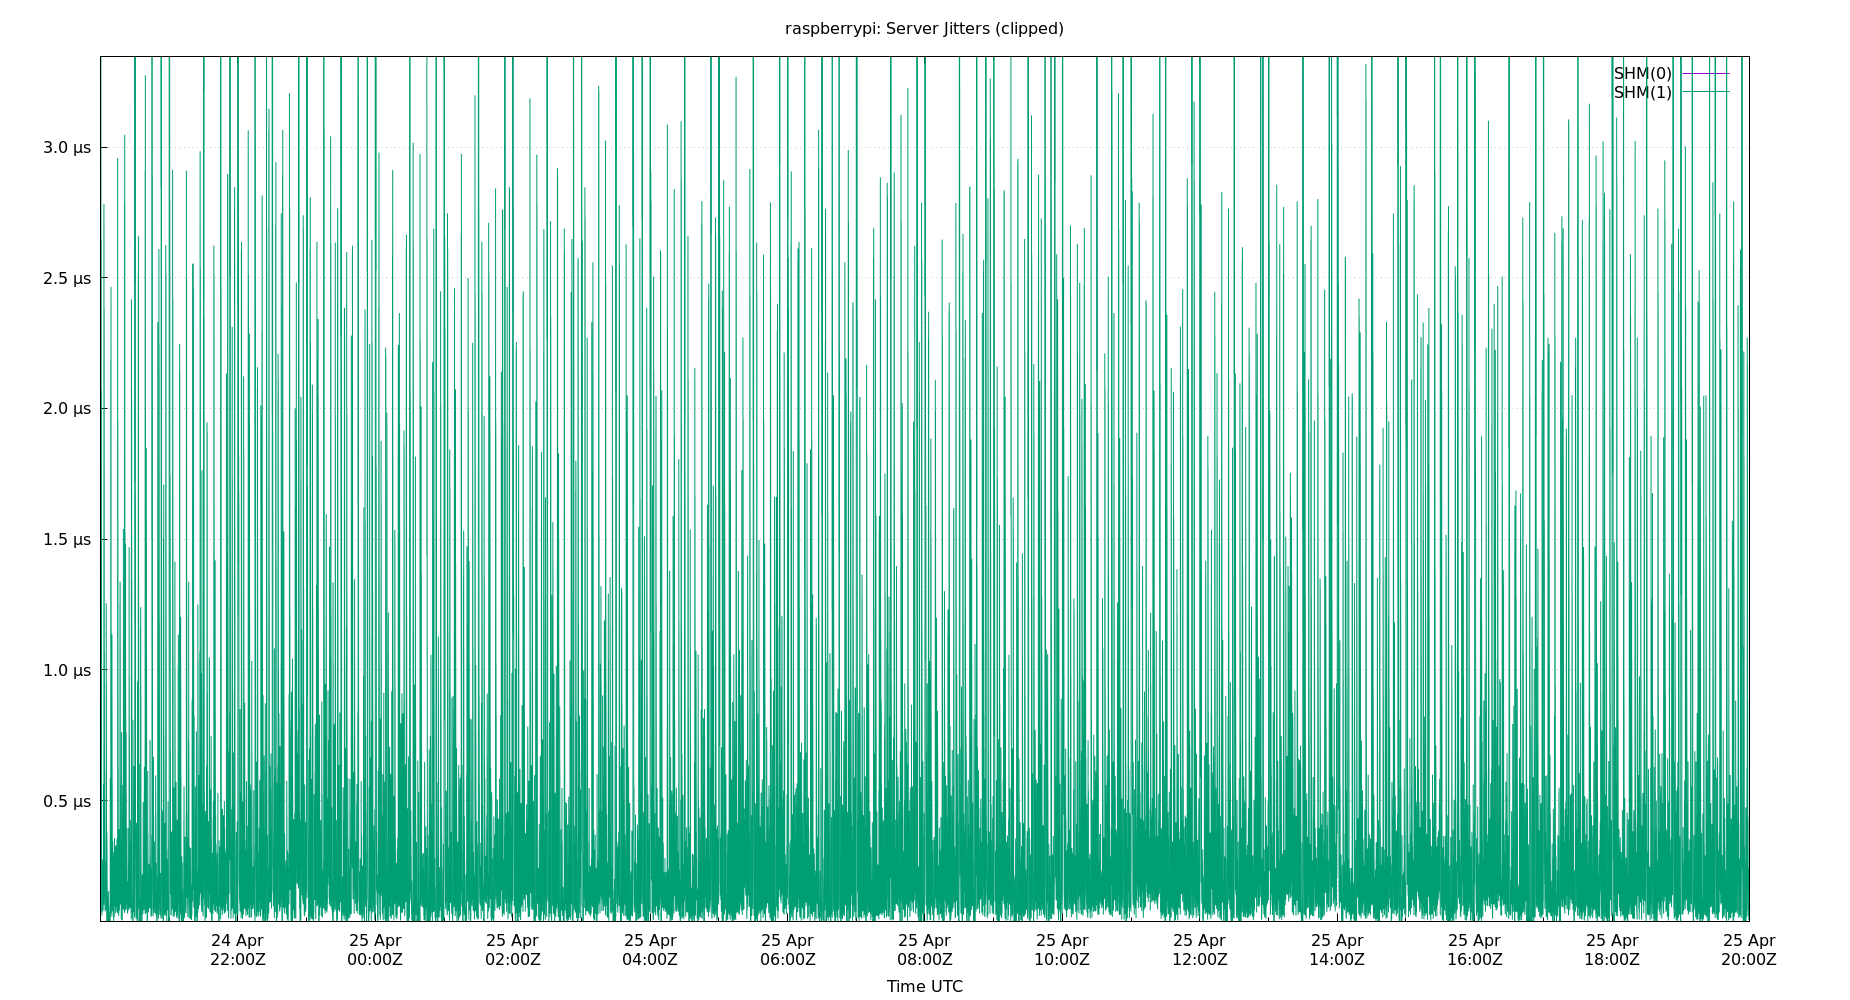 raspberrypi: Server Jitters (clipped)
SHM(0)
SHM(1)
3.0 µs
2.5 µs
2.0 µs
1.5 µs
1.0 µs
0.5 µs
24 Apr 25 Apr 25 Apr 25 Apr 25 Apr 25 Apr 25 Apr 25 Apr 25 Apr 25 Apr 25 Apr 25 Apr
22:00Z 00:00Z 02:00Z 04:00Z 06:00Z 08:00Z 10:00Z 12:00Z 14:00Z 16:00Z 18:00Z 20:00Z
Time UTC